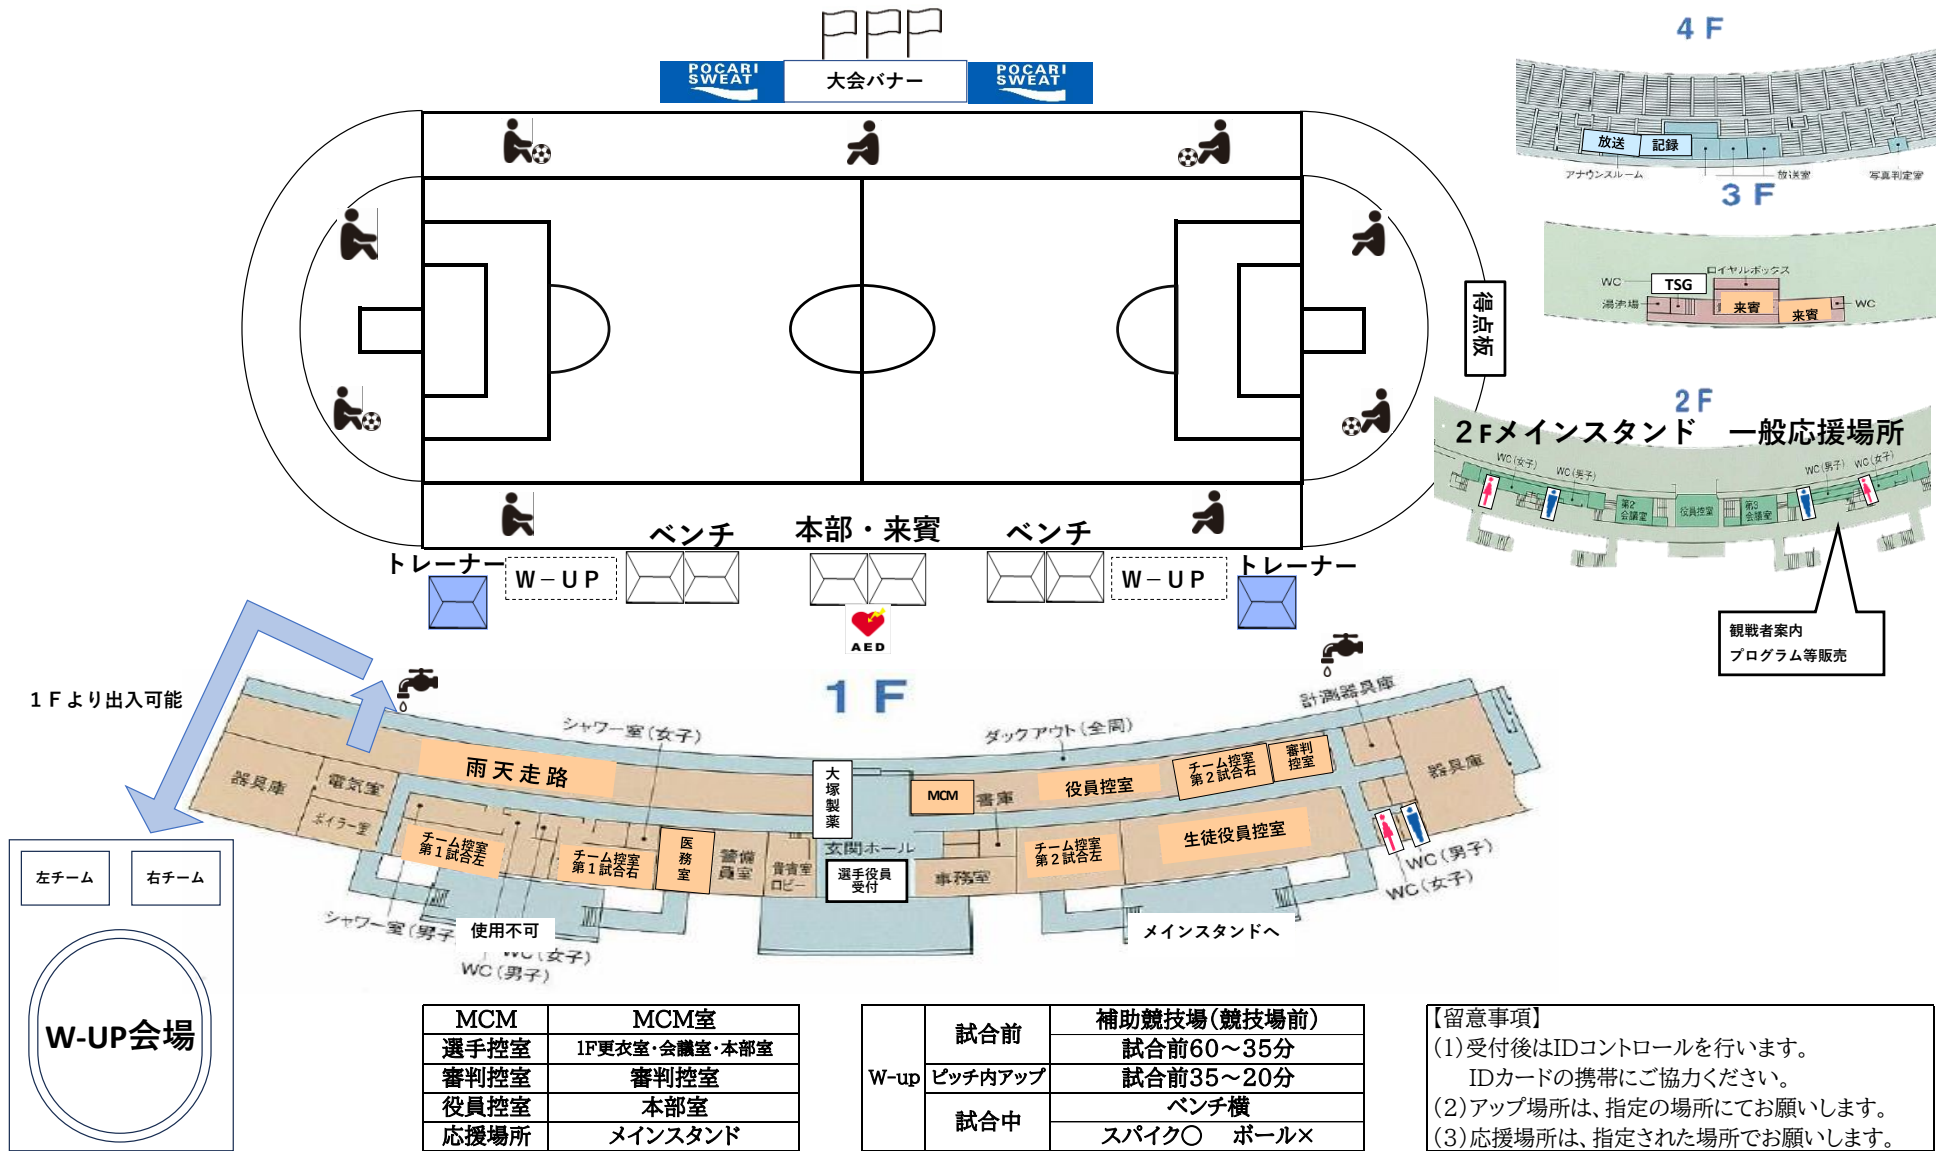 POCARI
SWEAT
大会バナー
POCARI
SWEAT
得点板
ベンチ
本部・来賓
ベンチ
トレーナー
W－UP
W－UP
トレーナー
AED
4F
放送
記録
アナウンスルーム
放送室
写真判定室
3F
ロイヤルボックス
WC
TSG
湯沸場
来賓
来賓
WC
2F
2Fメインスタンド　一般応援場所
WC(女子)
WC(男子)
WC(男子)
WC(女子)
第2
会議室
役員控室
第3
会議室
観戦者案内
プログラム等販売
1Fより出入可能
1F
シャワー室(女子)
ダックアウト(全周)
計測器具庫
器具庫
電気室
ボイラー室
雨天走路
大塚製薬
MCM
書庫
役員控室
チーム控室
第2試合右
審判
控室
器具庫
チーム控室
第1試合左
チーム控室
第1試合右
医務室
警備員室
貴賓室
ロビー
玄関ホール
選手役員
受付
事務室
チーム控室
第2試合左
生徒役員控室
WC(男子)
WC(女子)
シャワー室(男子
使用不可
WC(女子)
WC(男子)
メインスタンドへ
左チーム
右チーム
W-UP会場
MCM　MCM室
選手控室　1F更衣室・会議室・本部室
審判控室　審判控室
役員控室　本部室
応援場所　メインスタンド
W-up
試合前
補助競技場(競技場前)
試合前60～35分
ピッチ内アップ　試合前35～20分
試合中
ベンチ横
スパイク○　ボール×
【留意事項】
(1)受付後はIDコントロールを行います。
IDカードの携帯にご協力ください。
(2)アップ場所は、指定の場所にてお願いします。
(3)応援場所は、指定された場所でお願いします。